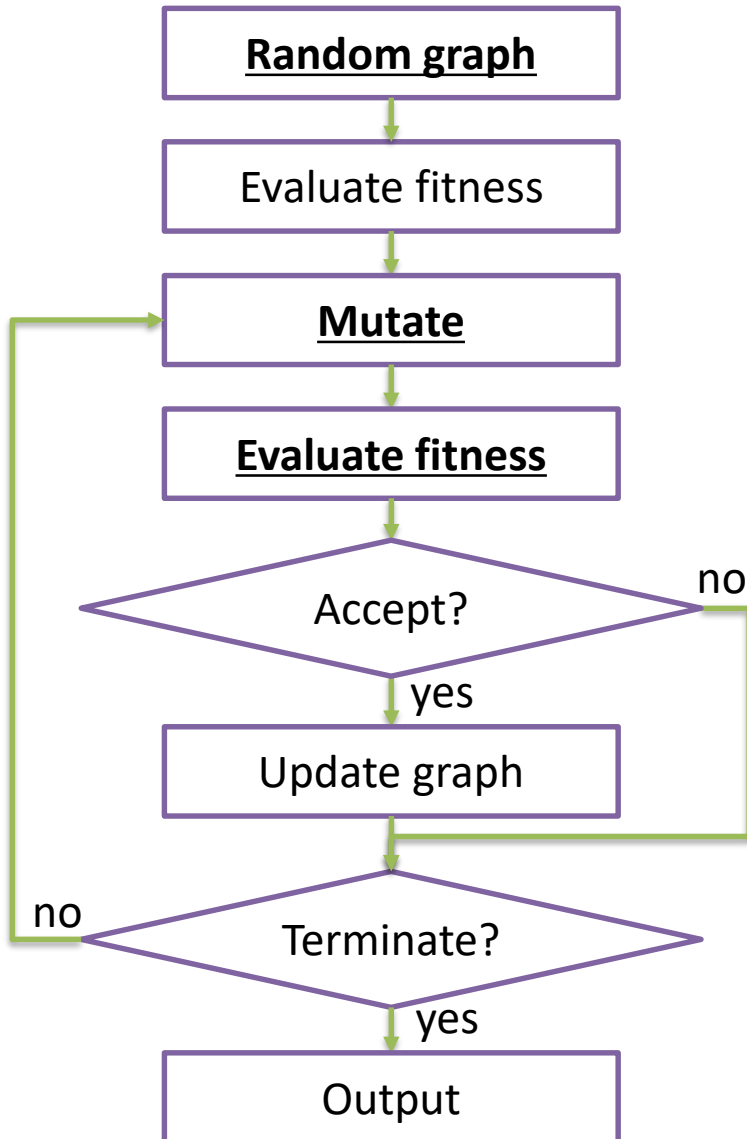 Random graph
Evaluate fitness
Mutate
Evaluate fitness
Accept?
no
yes
Update graph
no
Terminate?
yes
Output